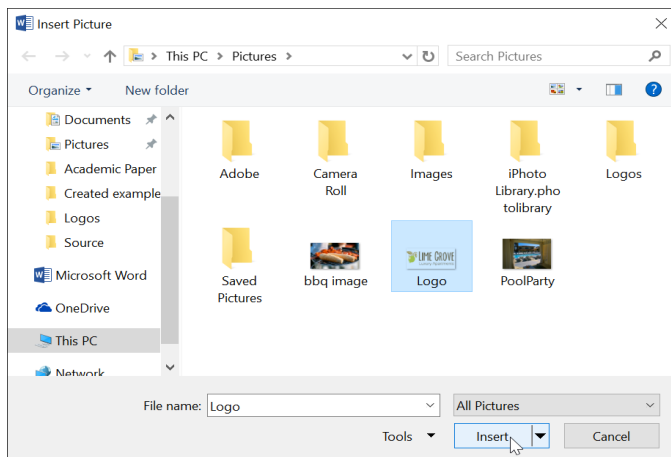 Insert Picture
This PC > Pictures >
Search Pictures
Organize
New folder
Documents
Pictures
Academic Paper
Created example
Logos
Source
Microsoft Word
OneDrive
This PC
Network
Adobe
Camera
Roll
Images
iPhoto
Library.pho
tolibrary
Logos
Saved
Pictures
bbq image
LIME GROVE
Logo
PoolParty
File name:
Logo
All Pictures
Tools
Insert
Cancel